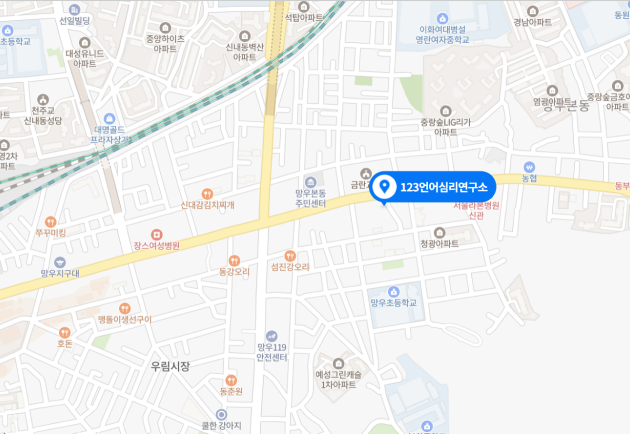 선일빌딩
초등학교
대성유니드
아파트
중앙하이츠
아파트
신내동벽산
아파트
석탑아파트
이화여대병설
영란여자중학교
경남아파트
동원
천주교
신내동성당
대명골드
프라자상가
경2차
파트
중랑숲LIG리가
아파트
염광아파트
망우본동
중랑숲금호어
아파트
망우본동
주민센터
금란
123언어심리연구소
농협
동부
서울라본병원
신관
신대감김치찌개
쭈꾸미킹
장스여성병원
청광아파트
망우지구대
동강오리
섬진강오리
망우초등학교
맹돌이생선구이
호돈
망우119
안전센터
우림시장
예성그린캐슬
1차아파트
동준원
쿨한 강아지